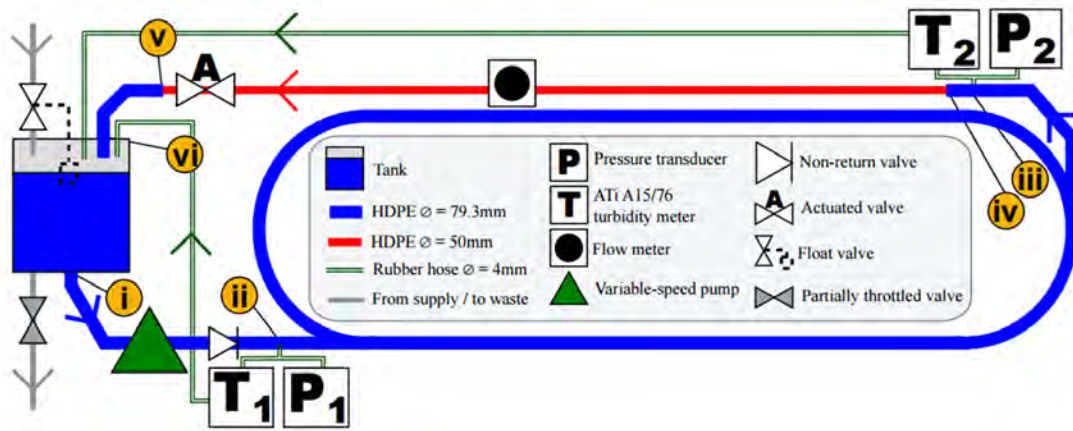 v
A
T2
P2
vi
iii
iv
i
ii
T1
P1
Tank
HDPE ⌀ = 79.3mm
HDPE ⌀ = 50mm
Rubber hose ⌀ = 4mm
From supply / to waste
P
Pressure transducer
T
ATi A15/76
turbidity meter
Flow meter
Variable-speed pump
Non-return valve
A
Actuated valve
Float valve
Partially throttled valve